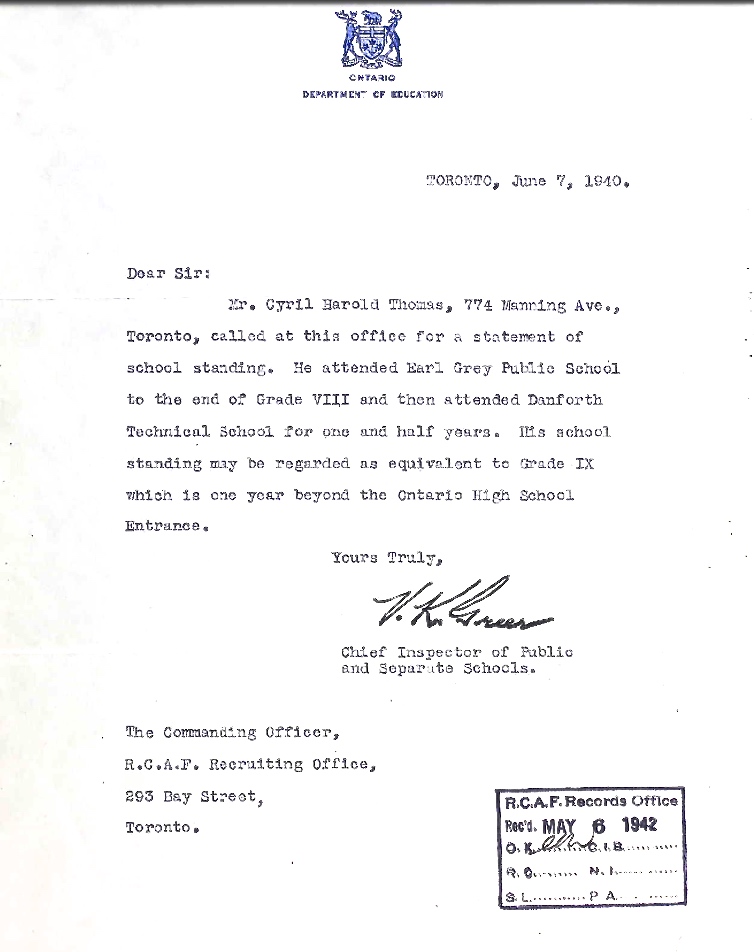 ONTARIO
DEPARTMENT OF EDUCATION
TORONTO, June 7, 1940.
Dear Sir:
Mr. Cyril Harold Thomas, 774 Manning Ave.,
Toronto, called at this office for a statement of
school standing. He attended Earl Grey Public School
to the end of Grade VIII and then attended Danforth
Technical School for one and half years. His school
standing may be regarded as equivalent to Grade IX
which is one year beyond the Ontario High School
Entrance.
Yours Truly,
V. K. Greer
Chief Inspector of Public
and Separate Schools.
The Commanding Officer,
R.C.A.F. Recruiting Office,
293 Bay Street,
Toronto.
R.C.A.F. Records Office
Rec'd. MAY 6 1942
O.K. C.I.B.
R.O. N.I.
S.L. P.A.